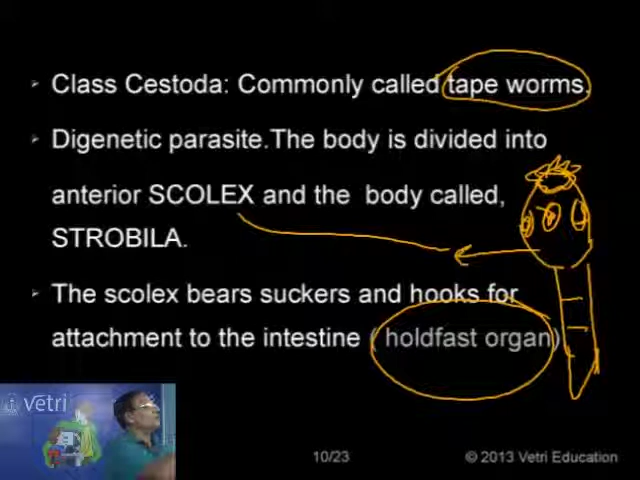 Class Cestoda: Commonly called tape worms.
Digenetic parasite.The body is divided into
anterior SCOLEX and the body called,
STROBILA.
The scolex bears suckers and hooks for
attachment to the intestine ( holdfast organ)
vetri
10/23
© 2013 Vetri Education